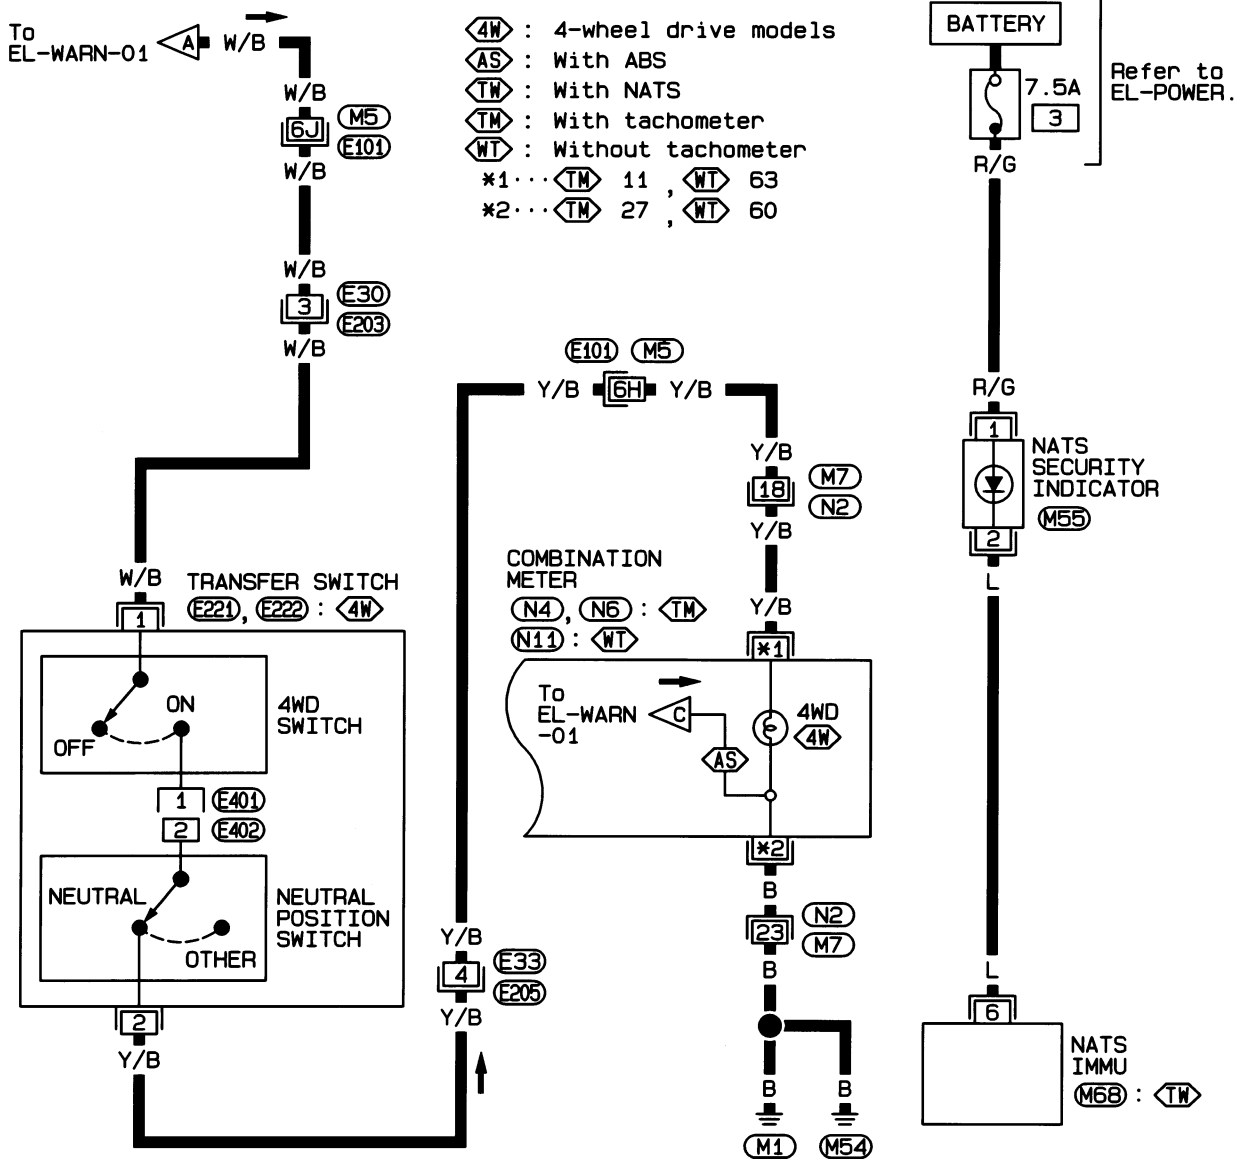 To
EL-WARN-01
A
W/B
W/B
6J
M5
E101
W/B
W/B
3
E30
E203
W/B
W/B
4W : 4-wheel drive models
AS : With ABS
TW : With NATS
TM : With tachometer
WT : Without tachometer
*1··· TM 11 , WT 63
*2··· TM 27 , WT 60
BATTERY
7.5A
3
Refer to
EL-POWER.
R/G
R/G
1
NATS
SECURITY
INDICATOR
M55
2
L
L
6
NATS
IMMU
M68 : TW
TRANSFER SWITCH
E221, E222 : 4W
1
ON
OFF
4WD
SWITCH
1 E401
2 E402
NEUTRAL
OTHER
NEUTRAL
POSITION
SWITCH
2
Y/B
Y/B
4
E33
E205
Y/B
E101 M5
Y/B 6H Y/B
Y/B
18
M7
N2
Y/B
Y/B
COMBINATION
METER
N4, N6 : TM
N11 : WT
*1
To
EL-WARN
-01
C
AS
4WD
4W
*2
B
23
N2
M7
B
B B
M1 M54